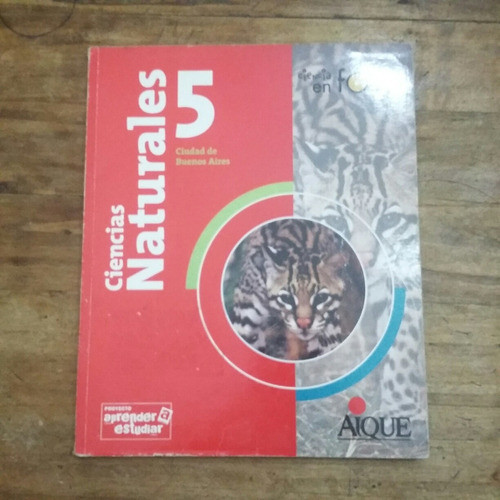 Ciencias
Naturales
5
Ciudad de
Buenos Aires
en
PROYECTO
aprender a
estudiar
AIQUE